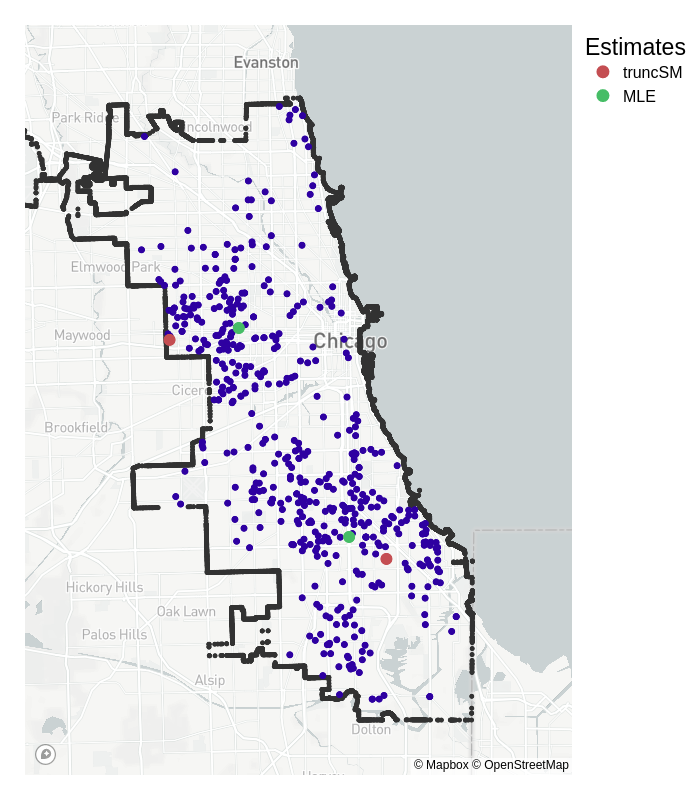 Evanston
Estimates
truncSM
MLE
Park Ridge
ncolnwood
Elmwood Park
Maywood
Chicago
Cicero
Brookfield
Hickory Hills
Oak Lawn
Palos Hills
Alsip
Dolton
© Mapbox © OpenStreetMap